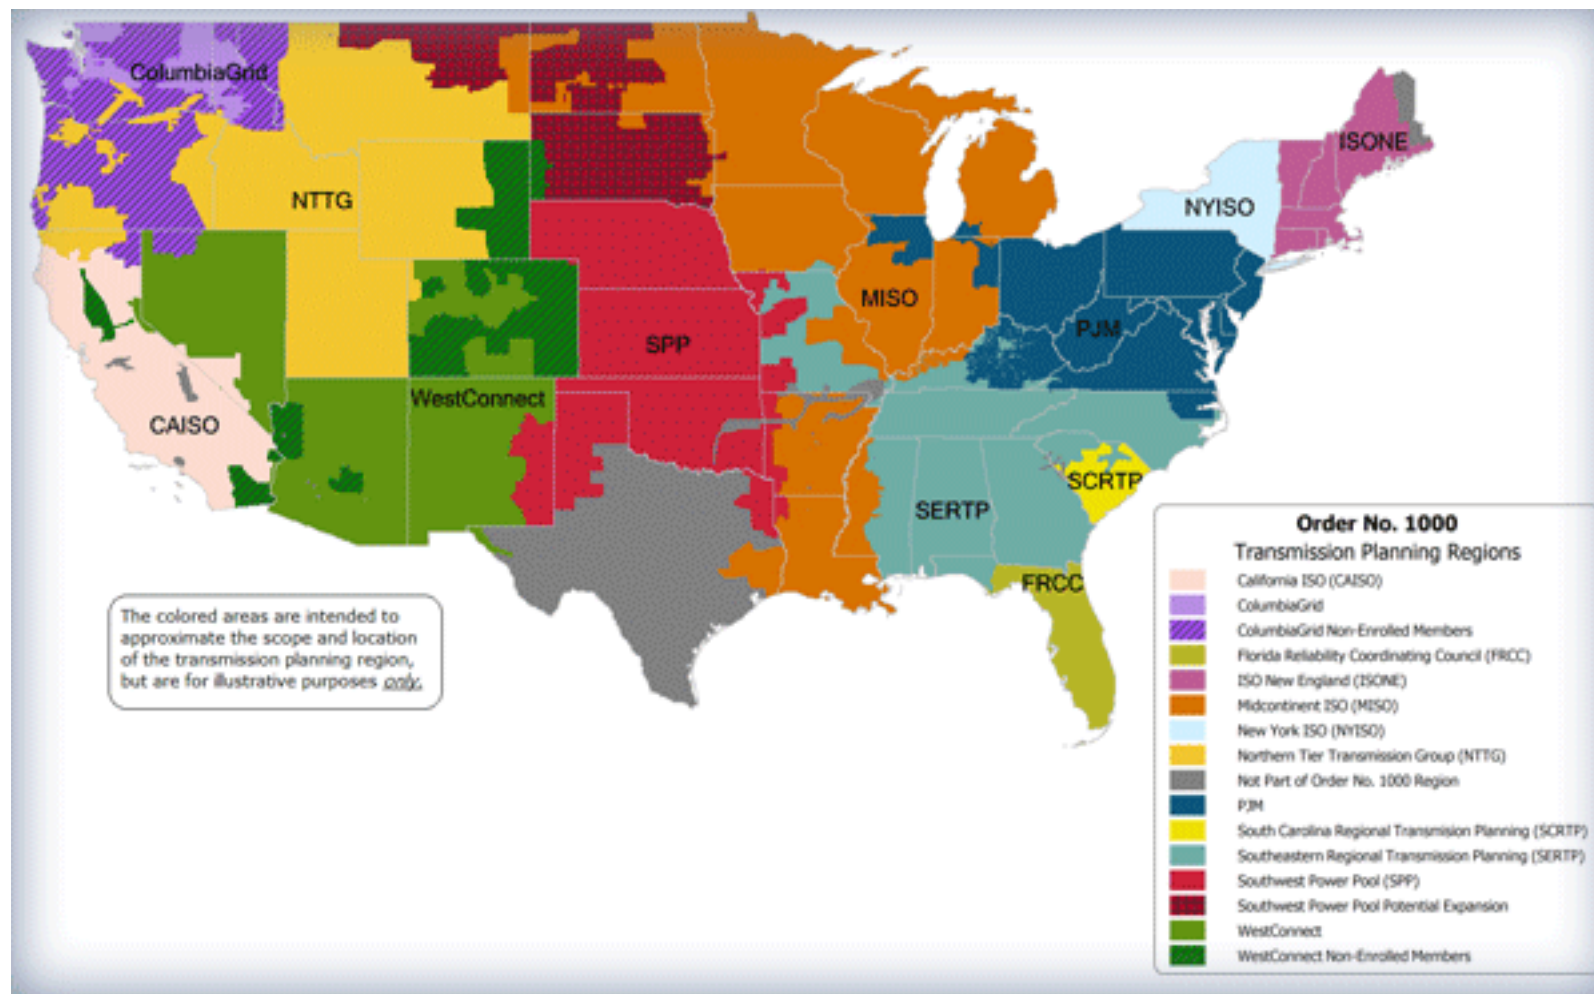 ColumbiaGrid
ISONE
NTTG
NYISO
MISO
PJM
SPP
WestConnect
CAISO
SCRTP
SERTP
FRCC
The colored areas are intended to
approximate the scope and location
of the transmission planning region,
but are for illustrative purposes only.
Order No. 1000
Transmission Planning Regions
California ISO (CAISO)
ColumbiaGrid
ColumbiaGrid Non-Enrolled Members
Florida Reliability Coordinating Council (FRCC)
ISO New England (ISONE)
Midcontinent ISO (MISO)
New York ISO (NYISO)
Northern Tier Transmission Group (NTTG)
Not Part of Order No. 1000 Region
PJM
South Carolina Regional Transmision Planning (SCRTP)
Southeastern Regional Transmission Planning (SERTP)
Southwest Power Pool (SPP)
Southwest Power Pool Potential Expansion
WestConnect
WestConnect Non-Enrolled Members